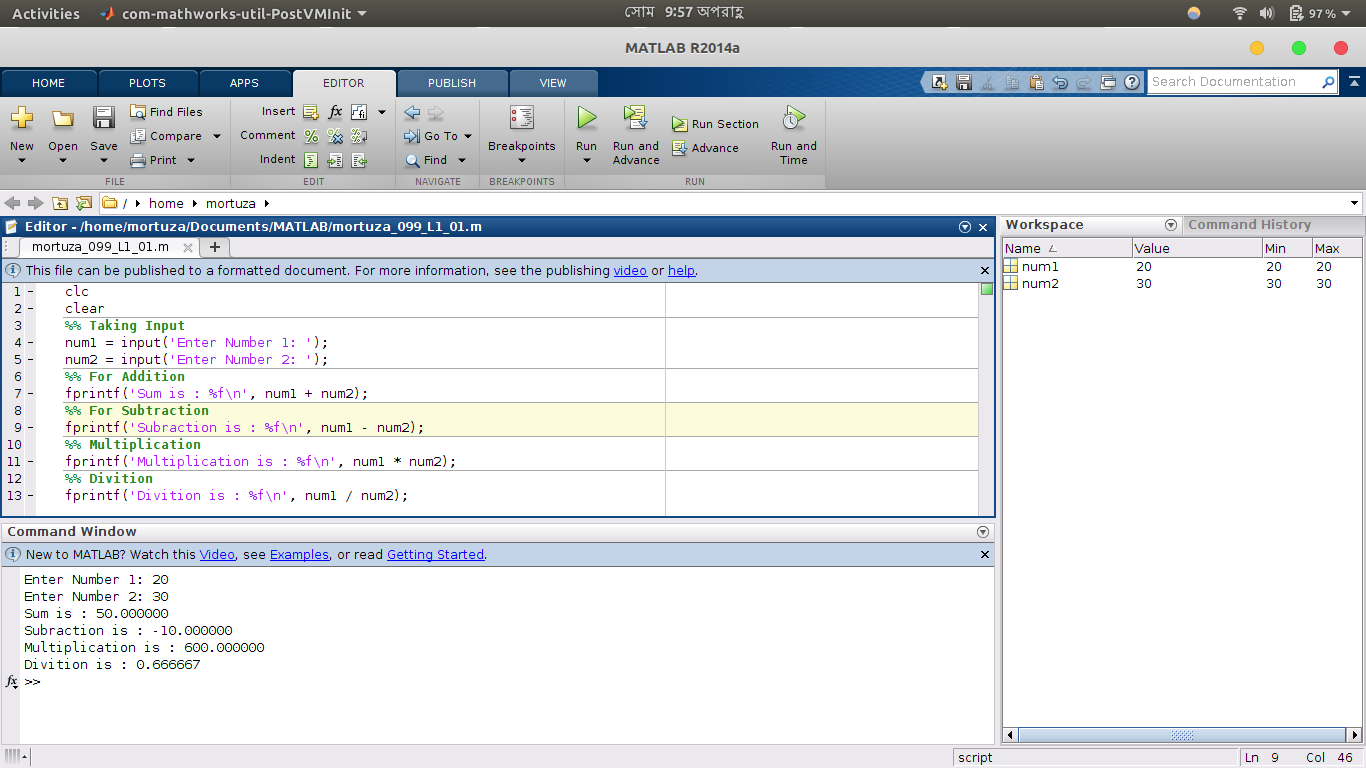 Activities com-mathworks-util-PostVMInit সোম 9:57 অপরাহ্ণ 97%
MATLAB R2014a
HOME PLOTS APPS EDITOR PUBLISH VIEW Search Documentation
New Open Save Find Files Compare Print
Insert fx Comment Indent
Go To Find
Breakpoints
Run Run and Advance Run Section Advance Run and Time
FILE EDIT NAVIGATE BREAKPOINTS RUN
/ home mortuza
Editor - /home/mortuza/Documents/MATLAB/mortuza_099_L1_01.m
mortuza_099_L1_01.m
This file can be published to a formatted document. For more information, see the publishing video or help.
1 - clc
2 - clear
3 %% Taking Input
4 - num1 = input('Enter Number 1: ');
5 - num2 = input('Enter Number 2: ');
6 %% For Addition
7 - fprintf('Sum is : %f\n', num1 + num2);
8 %% For Subtraction
9 - fprintf('Subraction is : %f\n', num1 - num2);
10 %% Multiplication
11 - fprintf('Multiplication is : %f\n', num1 * num2);
12 %% Divition
13 - fprintf('Divition is : %f\n', num1 / num2);
Workspace Command History
Name Value Min Max
num1 20 20 20
num2 30 30 30
Command Window
New to MATLAB? Watch this Video, see Examples, or read Getting Started.
Enter Number 1: 20
Enter Number 2: 30
Sum is : 50.000000
Subraction is : -10.000000
Multiplication is : 600.000000
Divition is : 0.666667
fx >>
script Ln 9 Col 46